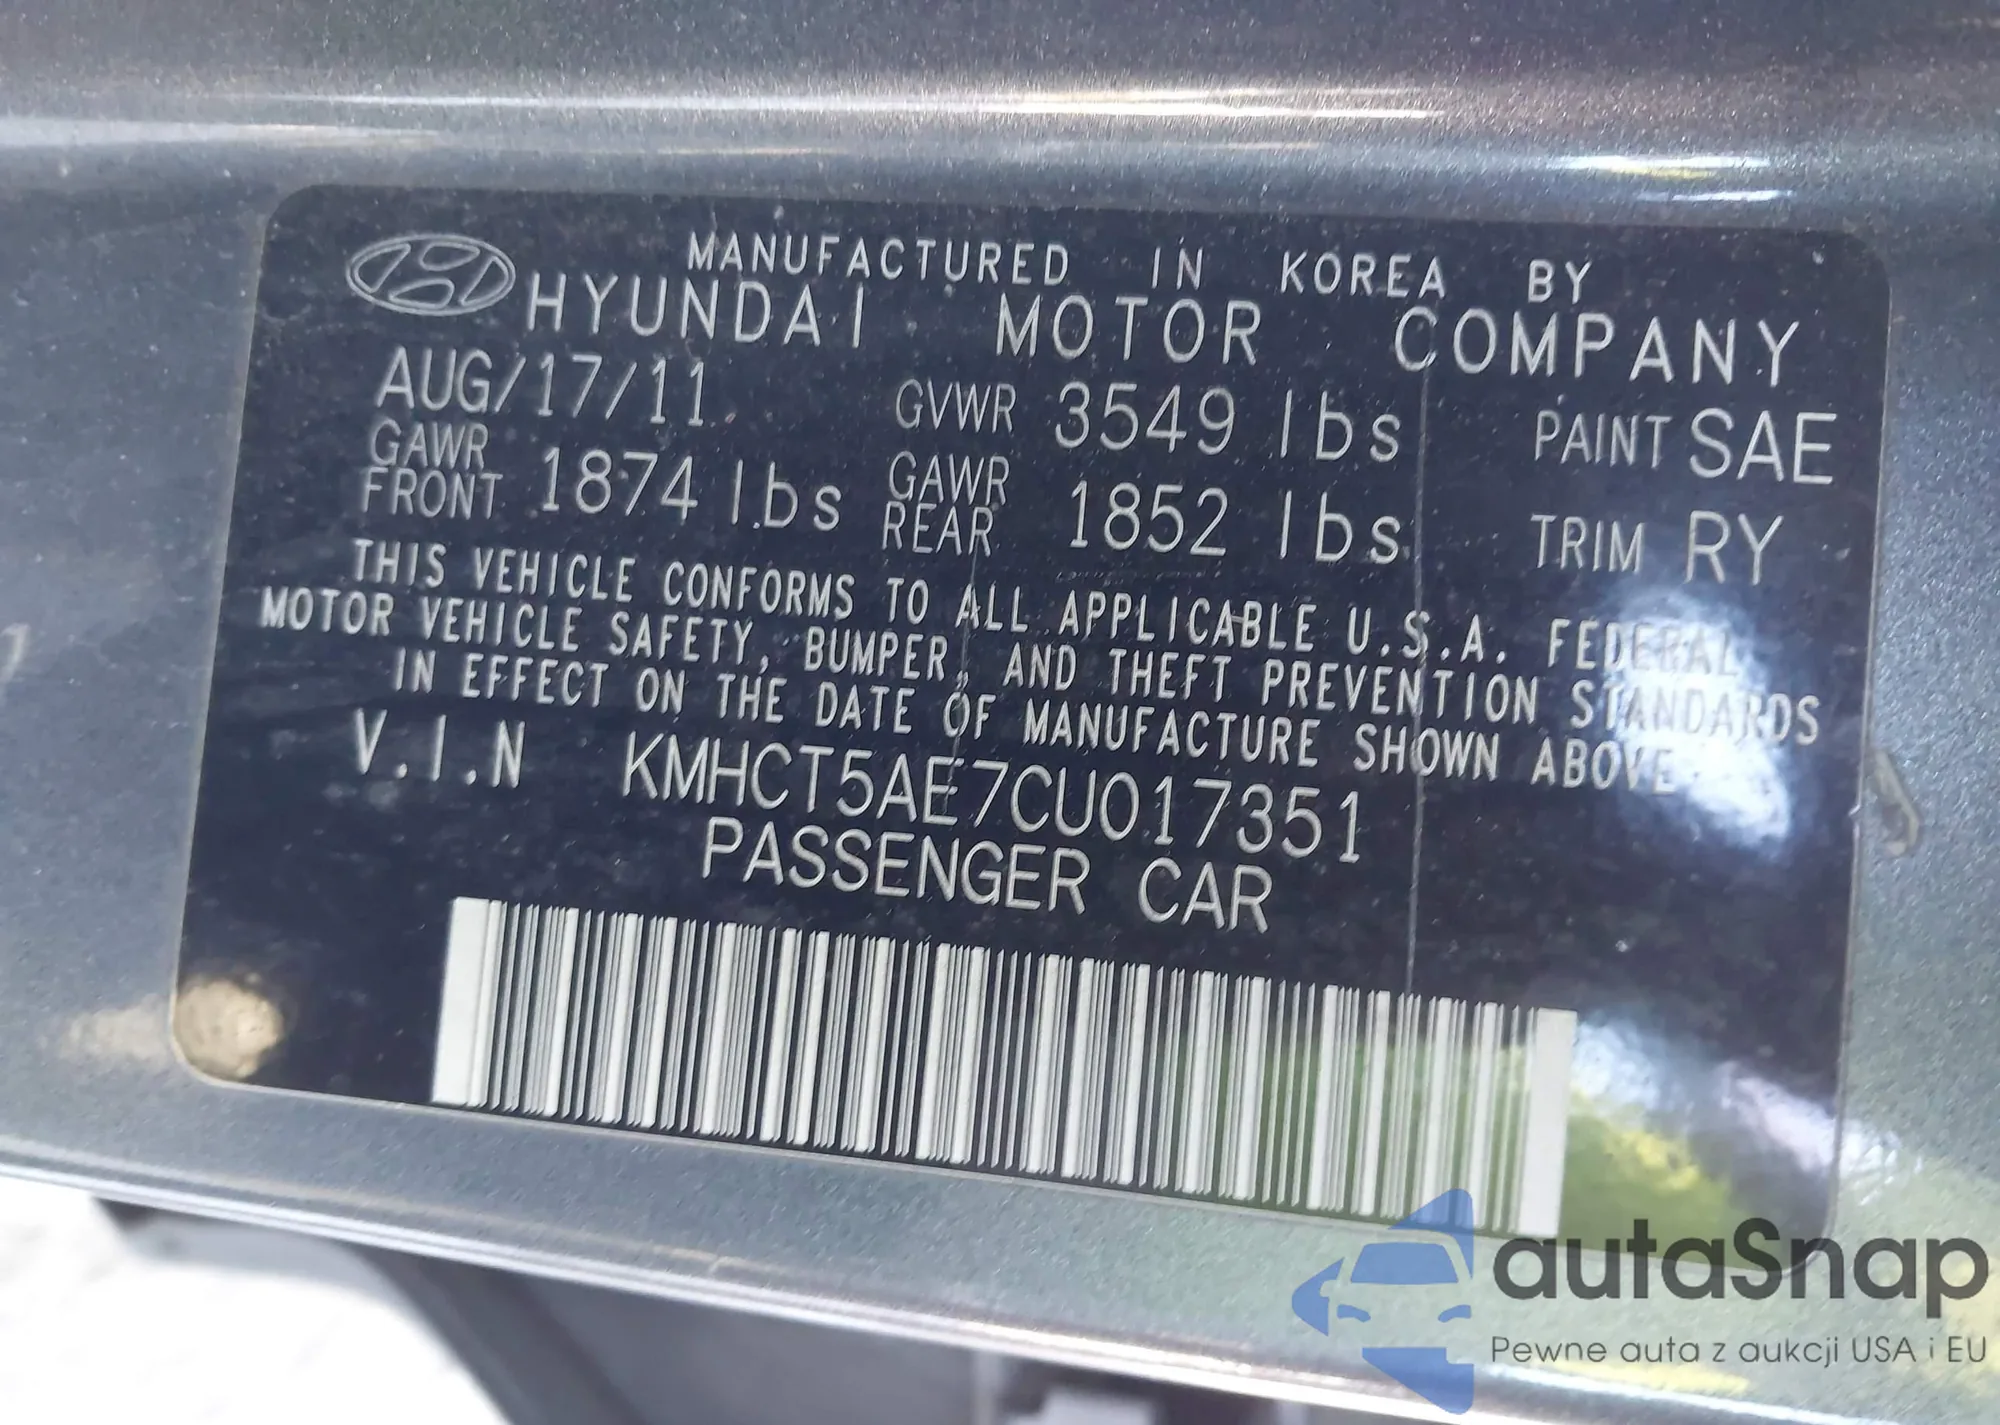 MANUFACTURED IN KOREA BY
HYUNDAI MOTOR COMPANY
AUG/17/11 GVWR 3549 lbs PAINT SAE
GAWR FRONT 1874 lbs GAWR REAR 1852 lbs TRIM RY
THIS VEHICLE CONFORMS TO ALL APPLICABLE U.S.A. FEDERAL
MOTOR VEHICLE SAFETY, BUMPER, AND THEFT PREVENTION STANDARDS
IN EFFECT ON THE DATE OF MANUFACTURE SHOWN ABOVE.
V.I.N KMHCT5AE7CU017351
PASSENGER CAR
autaSnap
Pewne auta z aukcji USA i EU